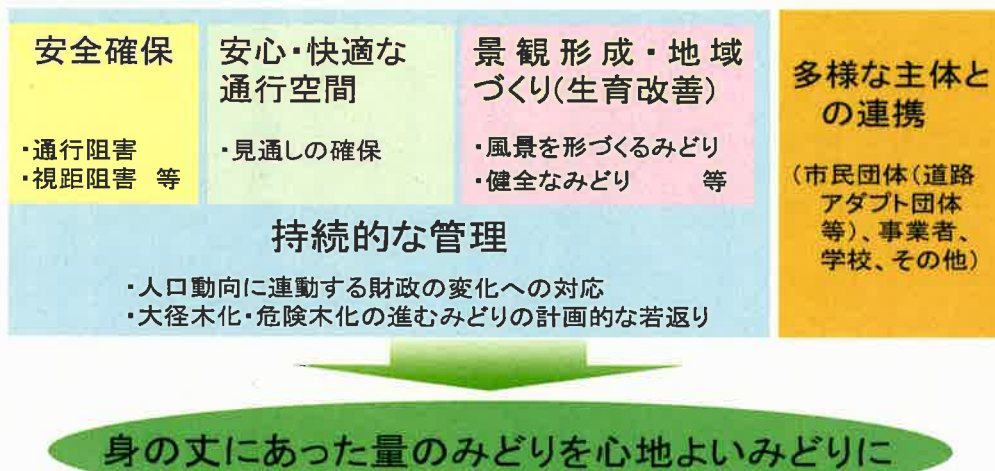 安全確保
・通行阻害
・視距阻害 等
安心・快適な
通行空間
・見通しの確保
景観形成・地域
づくり(生育改善)
・風景を形づくるみどり
・健全なみどり 等
持続的な管理
・人口動向に連動する財政の変化への対応
・大径木化・危険木化の進むみどりの計画的な若返り
多様な主体と
の連携
(市民団体(道路
アダプト団体
等)、事業者、
学校、その他)
身の丈にあった量のみどりを心地よいみどりに